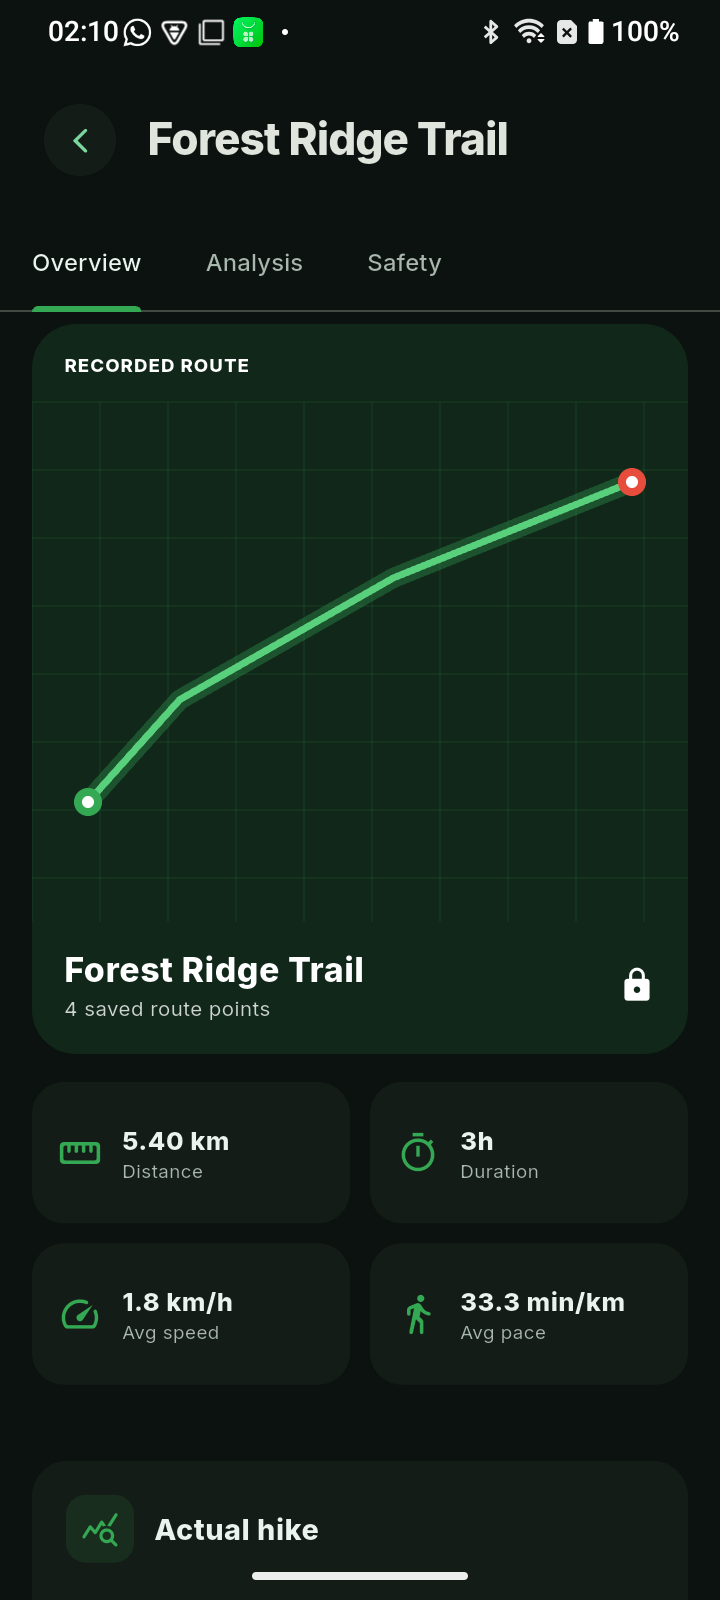 02:10
100%
Forest Ridge Trail
Overview
Analysis
Safety
RECORDED ROUTE
Forest Ridge Trail
4 saved route points
5.40 km
Distance
3h
Duration
1.8 km/h
Avg speed
33.3 min/km
Avg pace
Actual hike